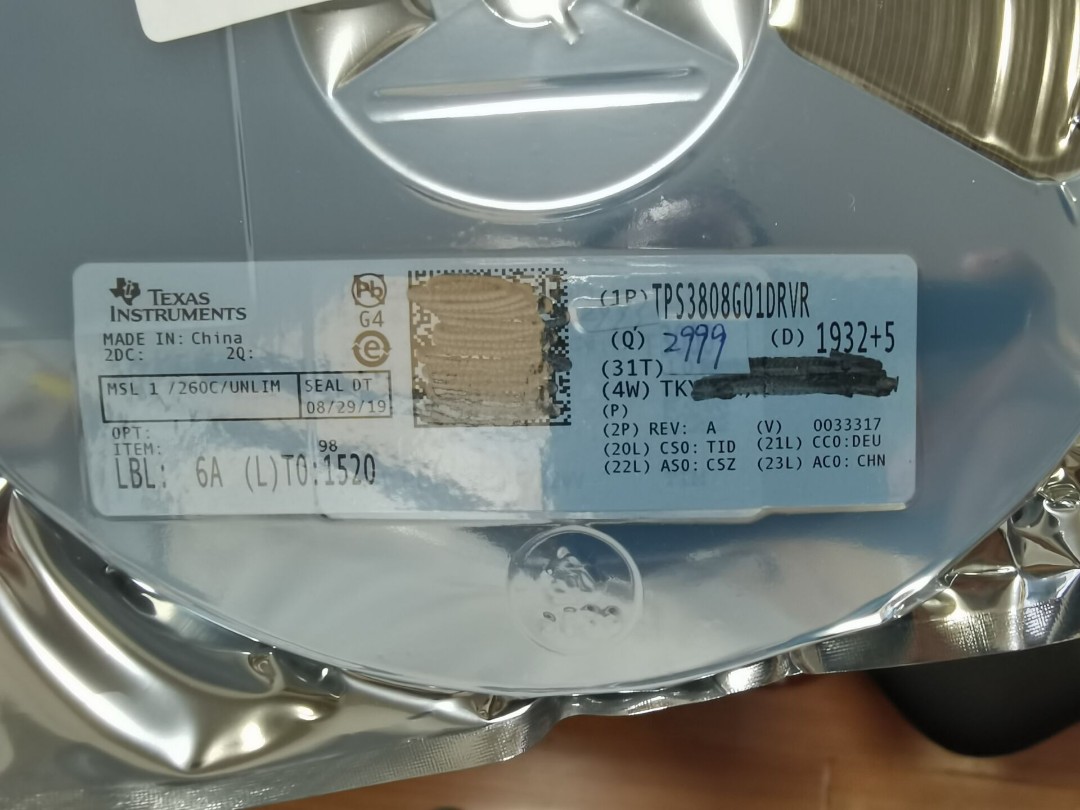 TEXAS
INSTRUMENTS
MADE IN: China
2DC: 2Q:
MSL 1 /260C/UNLIM
SEAL DT
08/29/19
OPT:
ITEM: 98
LBL: 6A (L)TO:1520
Pb
G4
e
(1P) TPS3808G01DRVR
(Q) 2999 (D) 1932+5
(31T)
(4W) TKY
(P)
(2P) REV: A (V) 0033317
(20L) CSO: TID (21L) CCO:DEU
(22L) ASO: CSZ (23L) ACO: CHN